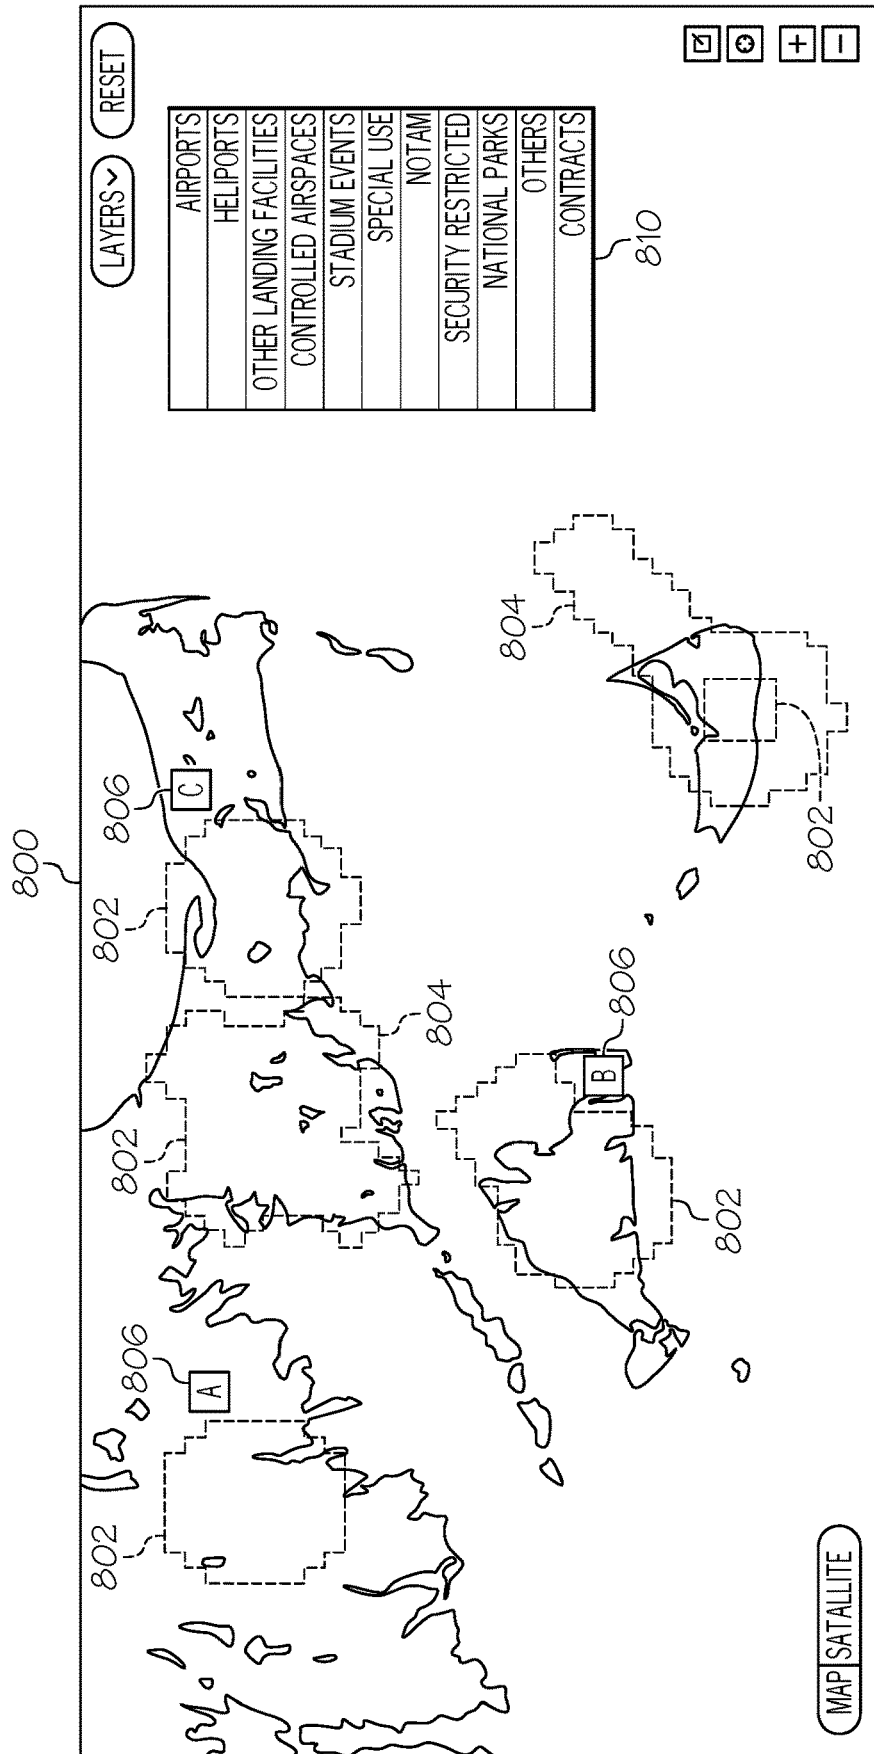 800
LAYERS
RESET
AIRPORTS
HELIPORTS
OTHER LANDING FACILITIES
CONTROLLED AIRSPACES
STADIUM EVENTS
SPECIAL USE
NOTAM
SECURITY RESTRICTED
NATIONAL PARKS
OTHERS
CONTRACTS
810
802
806
A
802
802
806
C
804
804
802
806
B
802
MAP SATALLITE
+
−